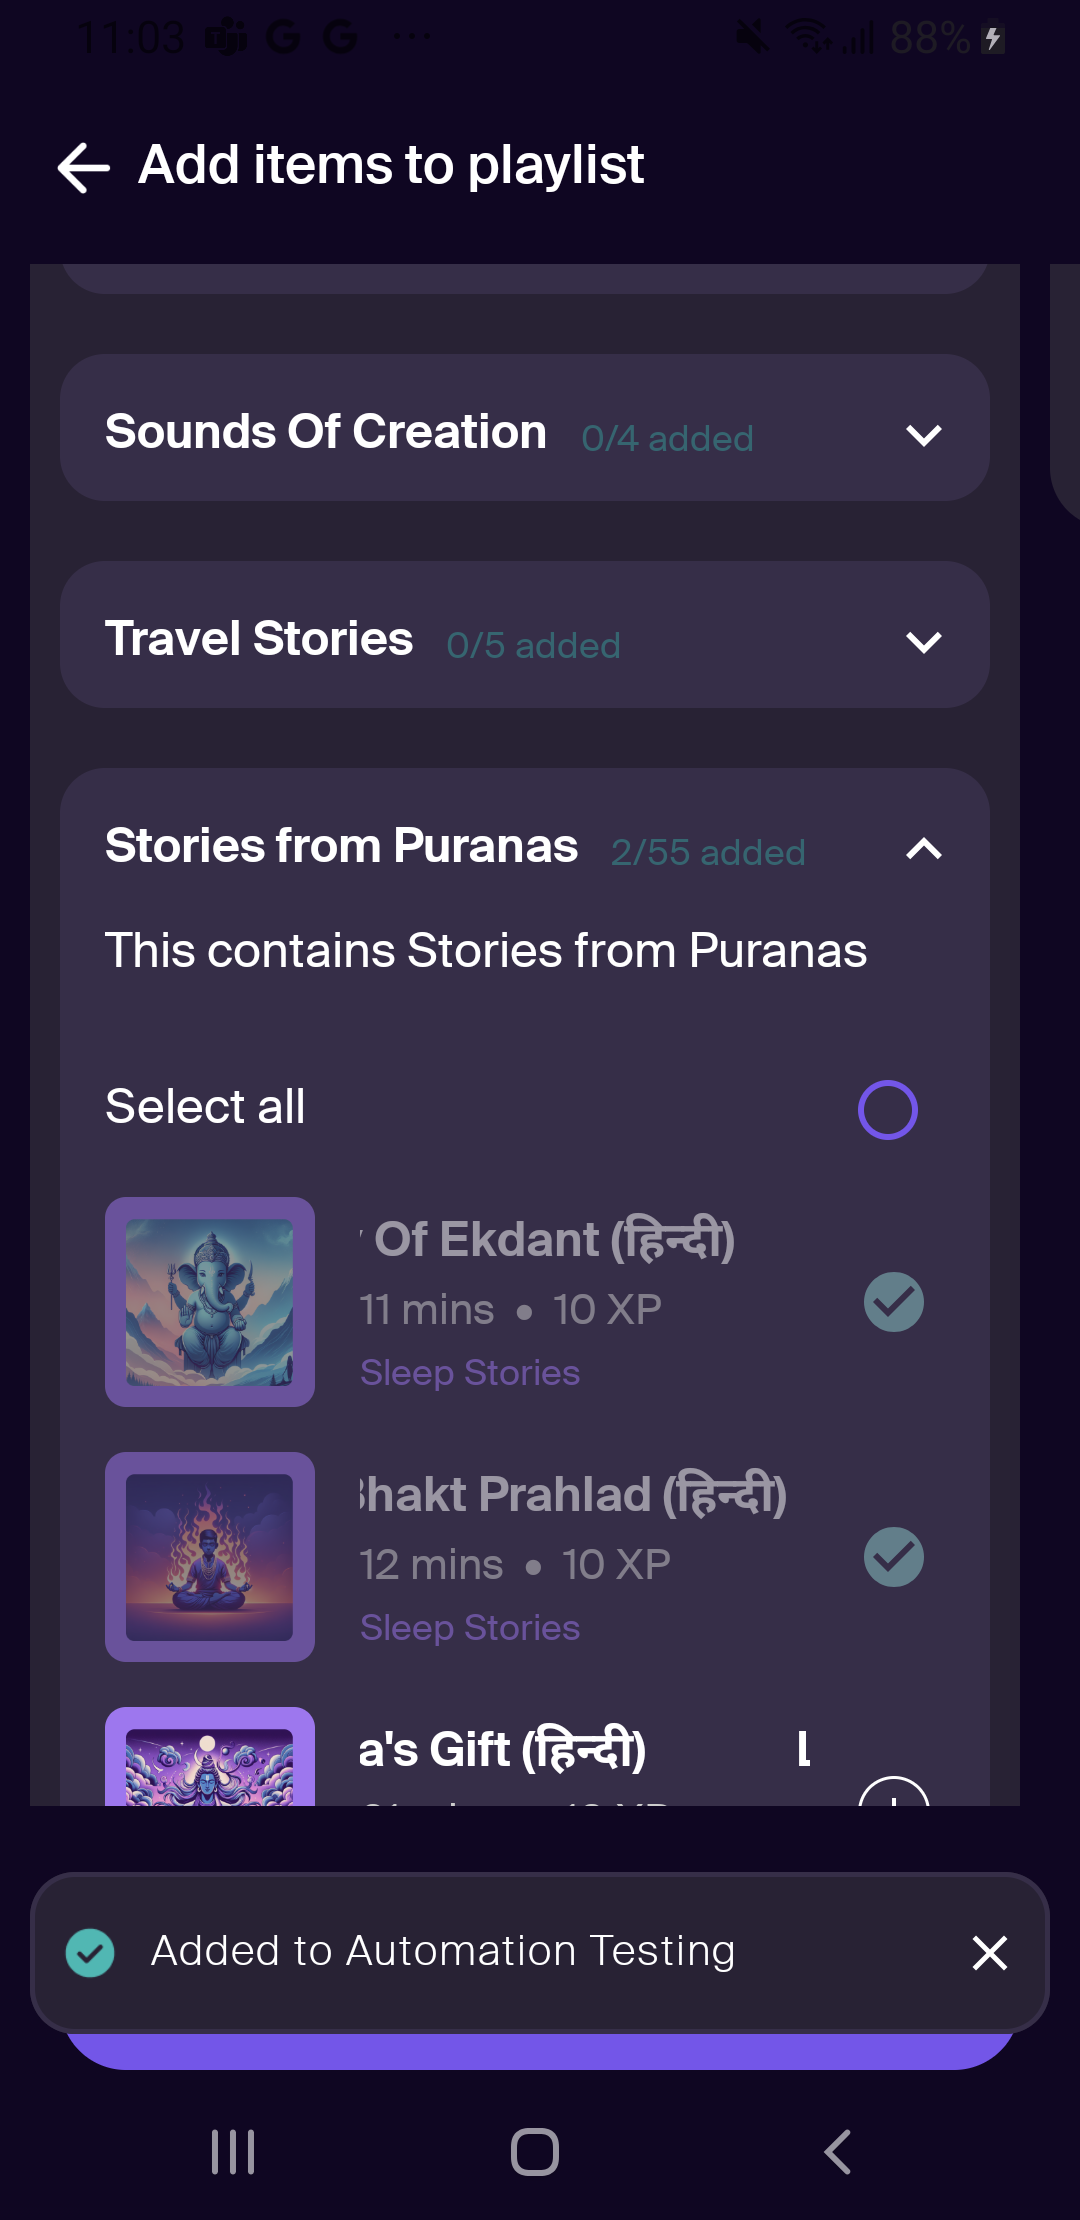 11:03
88%
Add items to playlist
Sounds Of Creation 0/4 added
Travel Stories 0/5 added
Stories from Puranas 2/55 added
This contains Stories from Puranas
Select all
Of Ekdant (हिन्दी)
11 mins • 10 XP
Sleep Stories
Bhakt Prahlad (हिन्दी)
12 mins • 10 XP
Sleep Stories
a's Gift (हिन्दी)
Added to Automation Testing